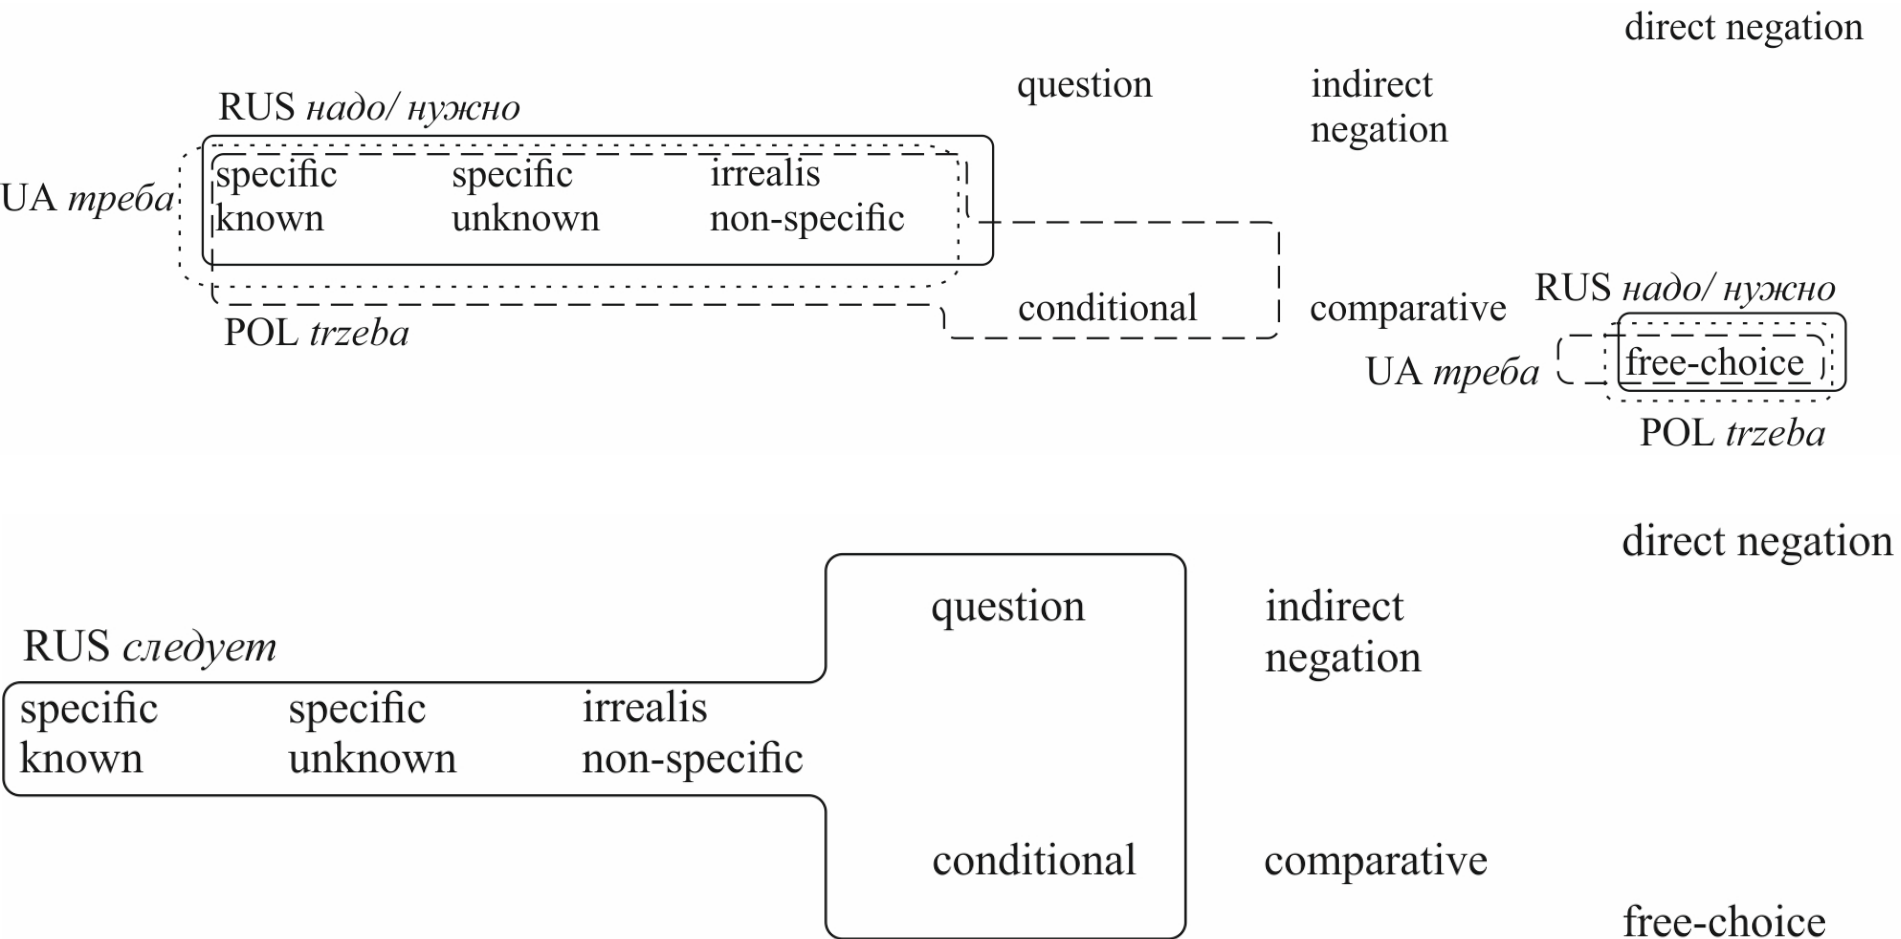 direct negation
question
indirect
negation
RUS надо/ нужно
UA треба
specific
known
specific
unknown
irrealis
non-specific
POL trzeba
conditional
comparative
RUS надо/ нужно
UA треба
free-choice
POL trzeba
direct negation
question
indirect
negation
RUS следует
specific
known
specific
unknown
irrealis
non-specific
conditional
comparative
free-choice